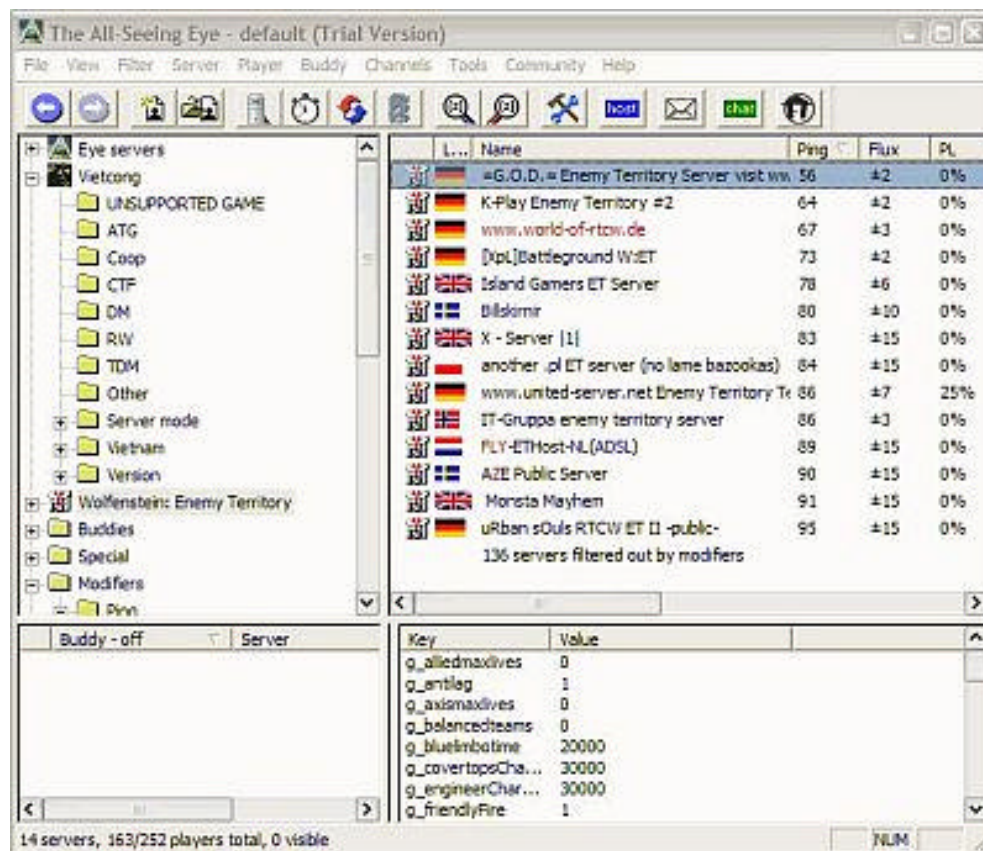 The All-Seeing Eye - default (Trial Version)
File View Filter Server Player Buddy Channels Tools Community Help
host chat
Eye servers
Vietcong
UNSUPPORTED GAME
ATG
Coop
CTF
DM
RW
TDM
Other
Server mode
Vietnam
Version
Wolfenstein: Enemy Territory
Buddies
Special
Modifiers
Ping
L... Name Ping Flux PL
=G.O.D.= Enemy Territory Server visit ww 56 ±2 0%
K-Play Enemy Territory #2 64 ±2 0%
www.world-of-rtcw.de 67 ±3 0%
[XpL]Battleground W:ET 73 ±2 0%
Island Gamers ET Server 78 ±6 0%
Bilskirnir 80 ±10 0%
X - Server |1| 83 ±15 0%
another .pl ET server (no lame bazookas) 84 ±15 0%
www.united-server.net Enemy Territory Te 86 ±7 25%
IT-Gruppa enemy territory server 86 ±3 0%
FLY-ETHost-NL(ADSL) 89 ±15 0%
AZE Public Server 90 ±15 0%
Monsta Mayhem 91 ±15 0%
uRban sOuls RTCW ET II -public- 95 ±15 0%
136 servers filtered out by modifiers
Buddy - off Server
Key Value
g_alliedmaxlives 0
g_antilag 1
g_axismaxlives 0
g_balancedteams 0
g_bluelimbotime 20000
g_covertopsCha... 30000
g_engineerChar... 30000
g_friendlyFire 1
14 servers, 163/252 players total, 0 visible
NUM